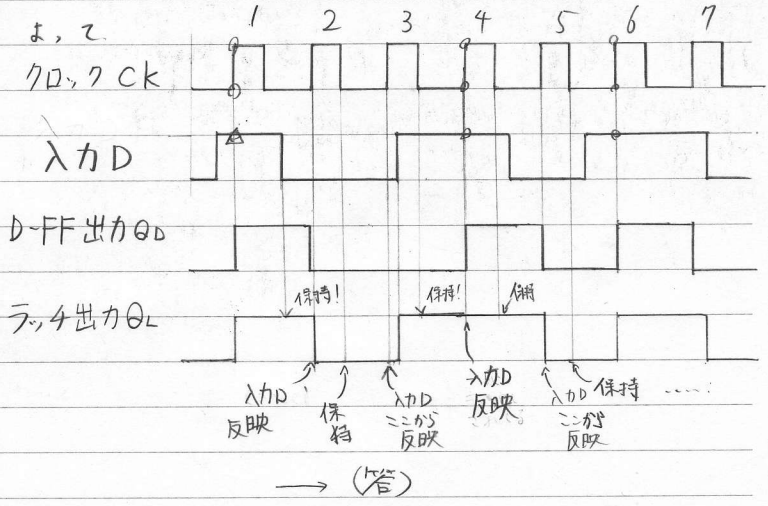 よって
1 2 3 4 5 6 7
クロック CK
入力D
D-FF出力QD
ラッチ出力QL
保持!
保持!
保持
入力D
反映
保
持
入力D
ここから
反映
入力D
反映
入力D
ここから
反映
保持 ……
→ (答)